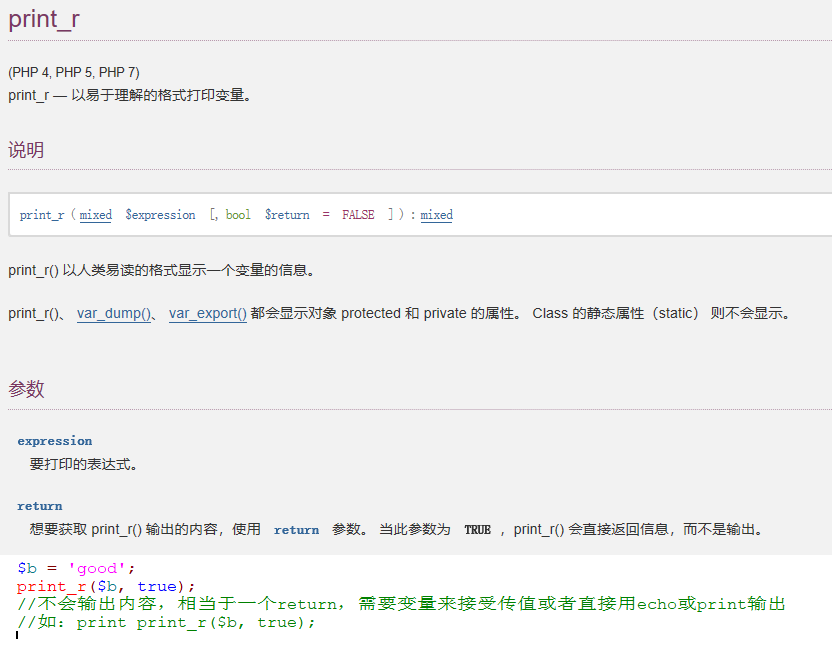 print_r
(PHP 4, PHP 5, PHP 7)
print_r — 以易于理解的格式打印变量。
说明
print_r ( mixed $expression [, bool $return = FALSE ] ) : mixed
print_r() 以人类易读的格式显示一个变量的信息。
print_r()、 var_dump()、 var_export() 都会显示对象 protected 和 private 的属性。 Class 的静态属性（static） 则不会显示。
参数
expression
要打印的表达式。
return
想要获取 print_r() 输出的内容，使用 return 参数。 当此参数为 TRUE ，print_r() 会直接返回信息，而不是输出。
$b = 'good';
print_r($b, true);
//不会输出内容，相当于一个return，需要变量来接受传值或者直接用echo或print输出
//如：print print_r($b, true);